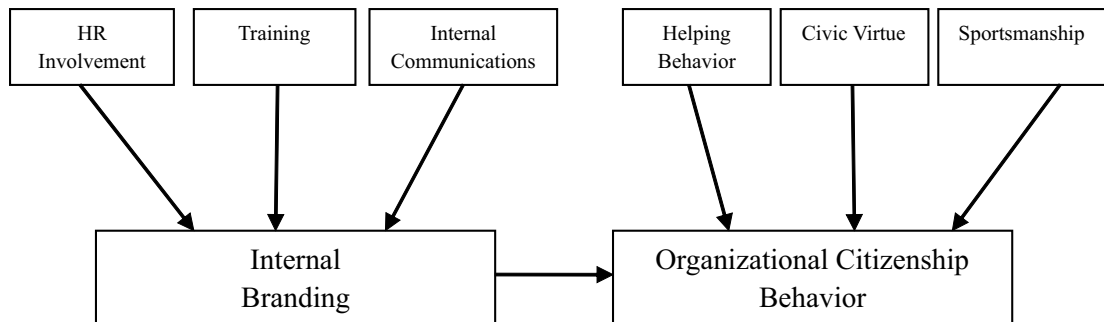 HR
Involvement
Training
Internal
Communications
Helping
Behavior
Civic Virtue
Sportsmanship
Internal
Branding
Organizational Citizenship
Behavior